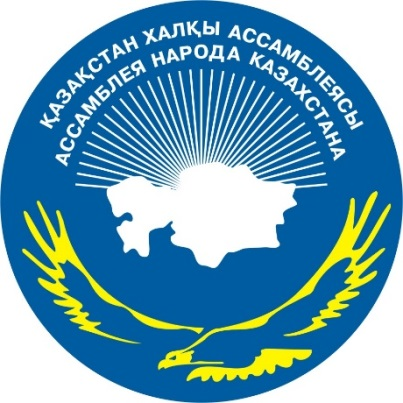 ҚАЗАҚСТАН ХАЛҚЫ АССАМБЛЕЯСЫ
АССАМБЛЕЯ НАРОДА КАЗАХСТАНА